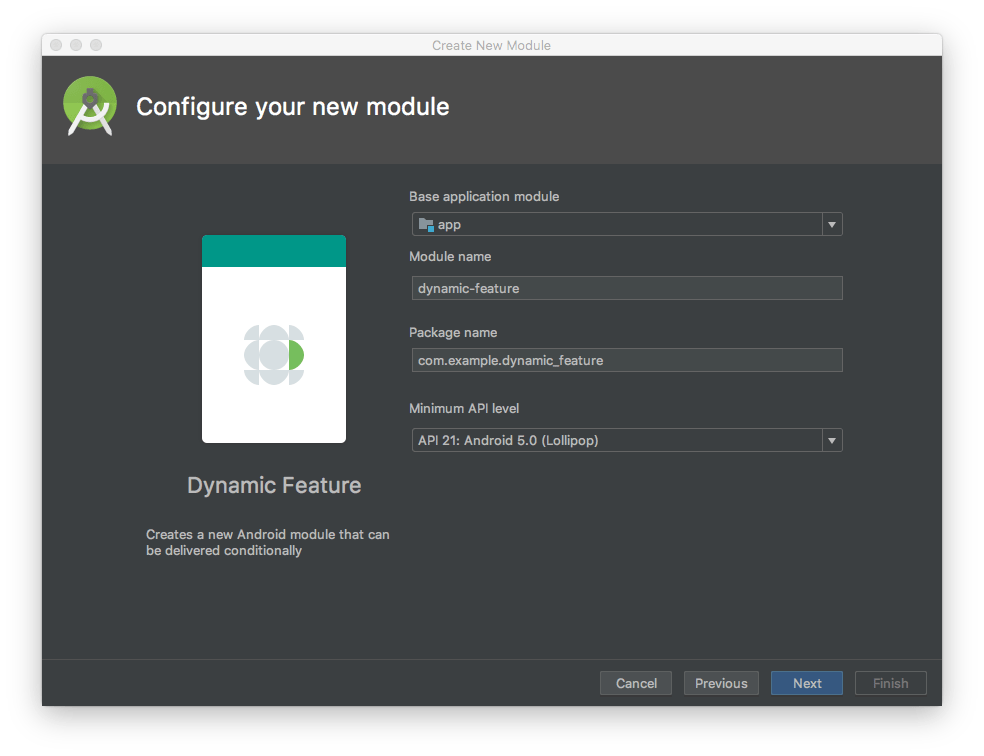 Create New Module
Configure your new module
Base application module
app
Module name
dynamic-feature
Package name
com.example.dynamic_feature
Minimum API level
API 21: Android 5.0 (Lollipop)
Dynamic Feature
Creates a new Android module that can
be delivered conditionally
Cancel
Previous
Next
Finish